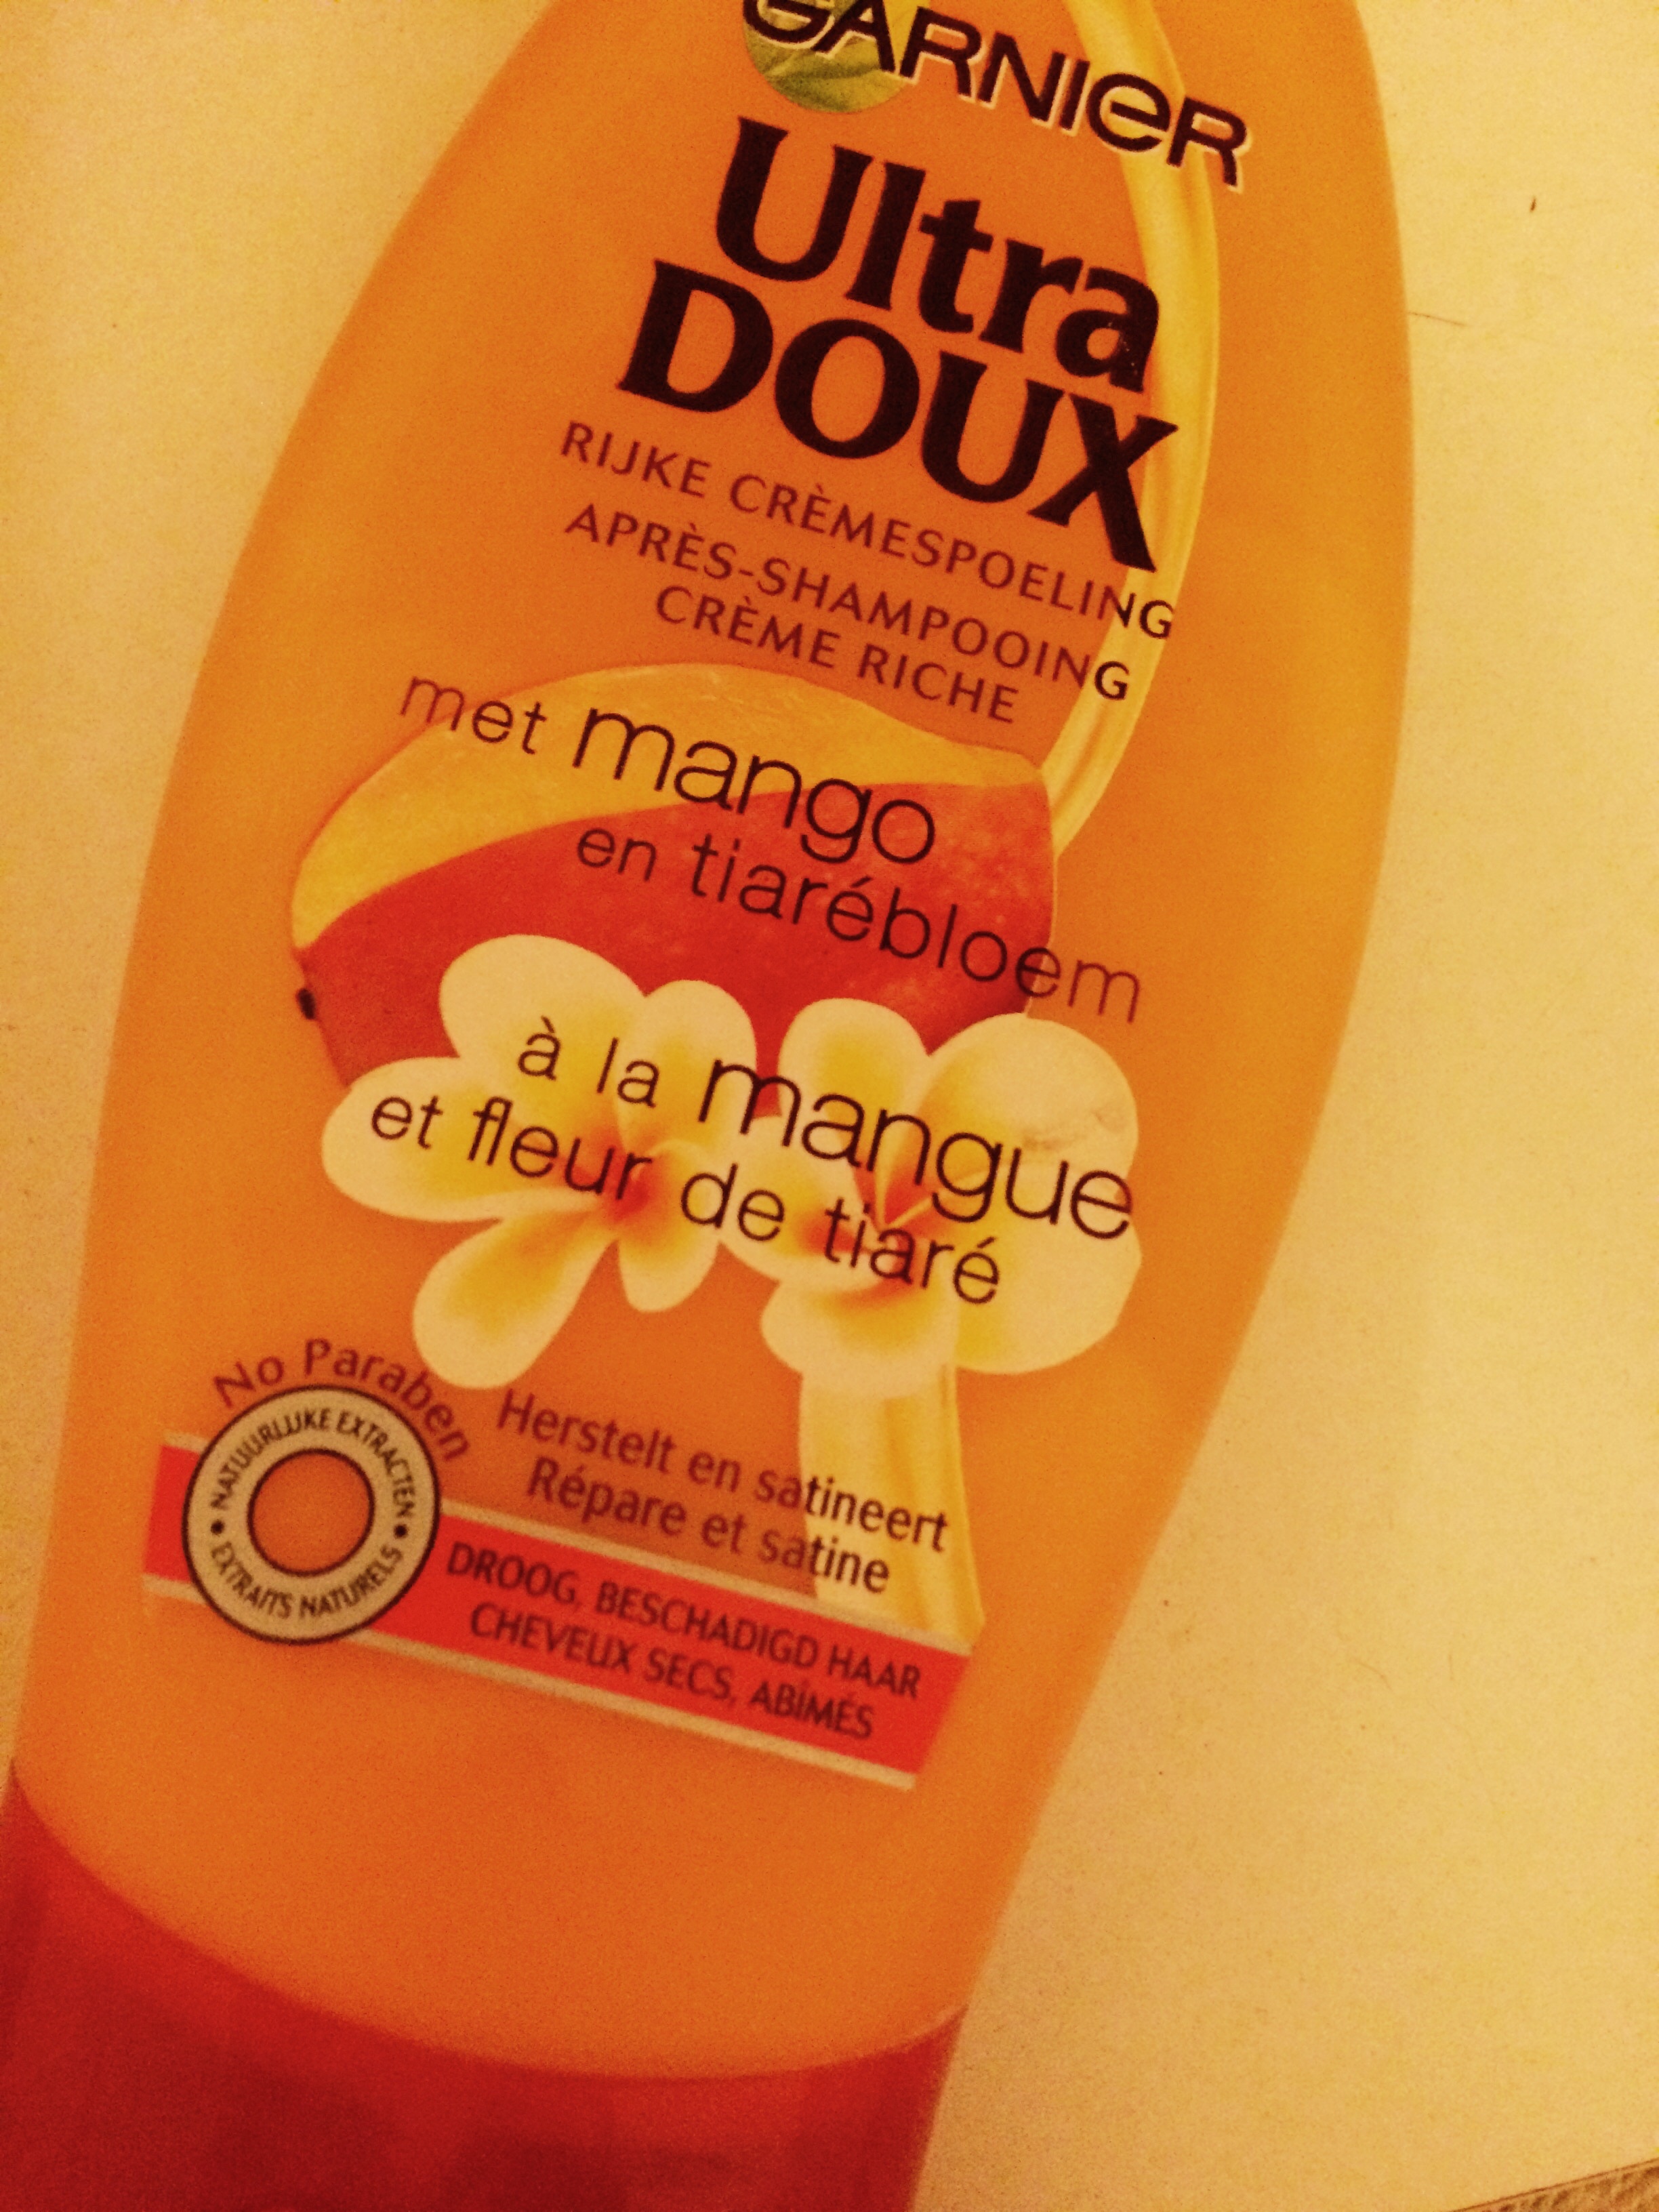 GARNIER
Ultra
DOUX
RIJKE CRÈMESPOELING
APRÈS-SHAMPOOING
CRÈME RICHE
met mango
en tiarébloem
à la mangue
et fleur de tiaré
No Paraben
NATUURLIJKE EXTRACTEN
EXTRAITS NATURELS
Herstelt en satineert
Répare et satine
DROOG, BESCHADIGD HAAR
CHEVEUX SECS, ABÎMÉS